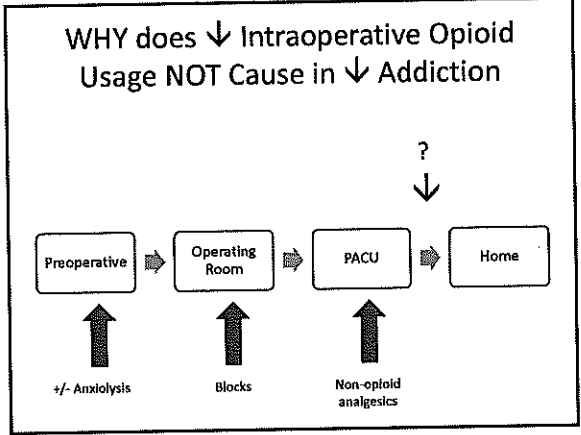 WHY does ↓ Intraoperative Opioid
Usage NOT Cause in ↓ Addiction
?
Preoperative
Operating
Room
PACU
Home
+/- Anxiolysis
Blocks
Non-opioid
analgesics